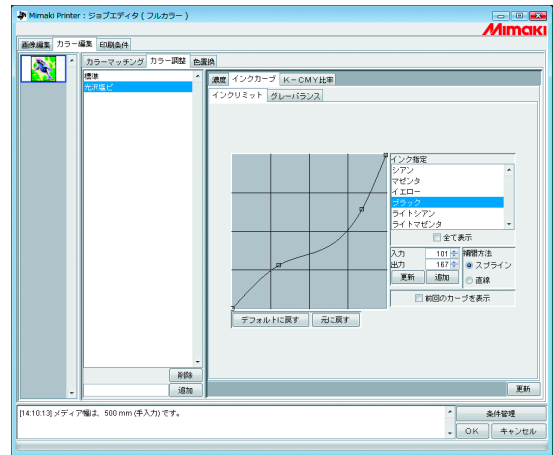 Mimaki Printer : ジョブエディタ ( フルカラー )
Mimaki
画像編集 カラー編集 印刷条件
カラーマッチング カラー調整 色置換
標準
光沢塩ビ
濃度 インクカーブ K－CMY比率
インクリミット グレーバランス
インク指定
シアン
マゼンタ
イエロー
ブラック
ライトシアン
ライトマゼンタ
全て表示
入力 101 補間方法
出力 167 スプライン
更新 追加 直線
前回のカーブを表示
デフォルトに戻す 元に戻す
削除
追加
更新
[14:10:13] メディア幅は、500 mm (手入力) です。
条件管理
OK キャンセル